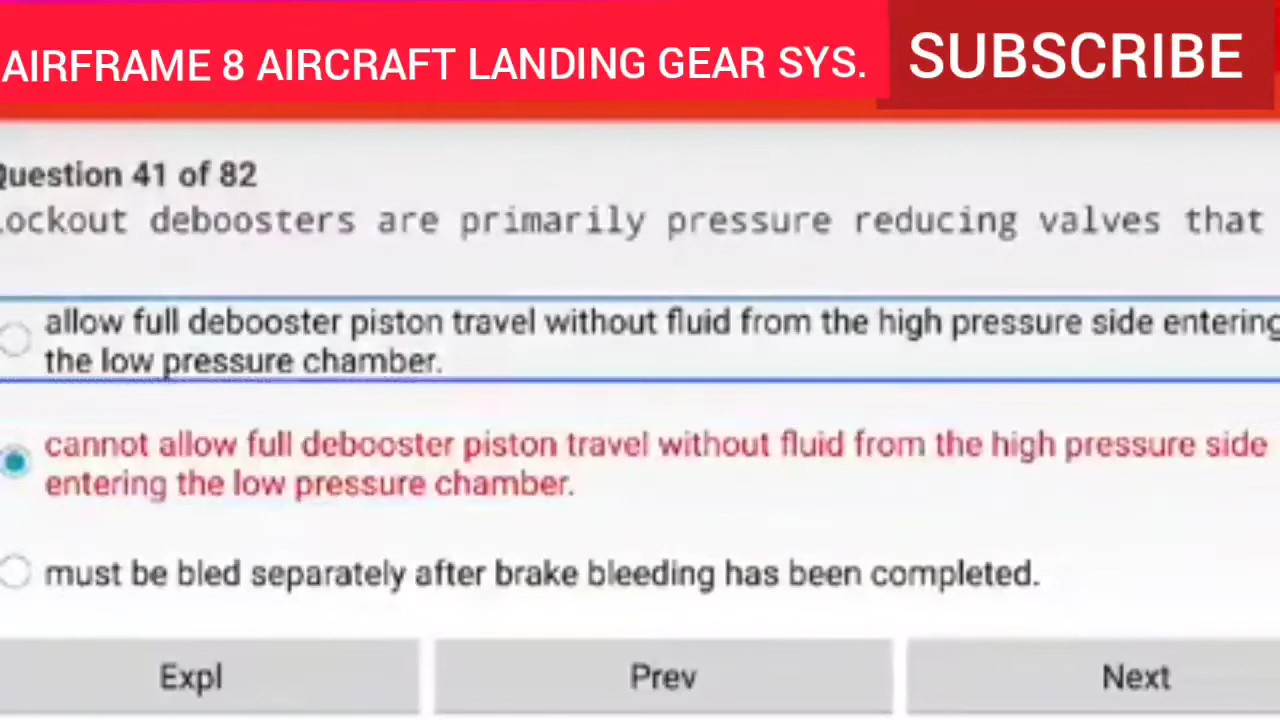 AIRFRAME 8 AIRCRAFT LANDING GEAR SYS.
SUBSCRIBE
Question 41 of 82
Lockout deboosters are primarily pressure reducing valves that
allow full debooster piston travel without fluid from the high pressure side entering
the low pressure chamber.
cannot allow full debooster piston travel without fluid from the high pressure side
entering the low pressure chamber.
must be bled separately after brake bleeding has been completed.
Expl
Prev
Next